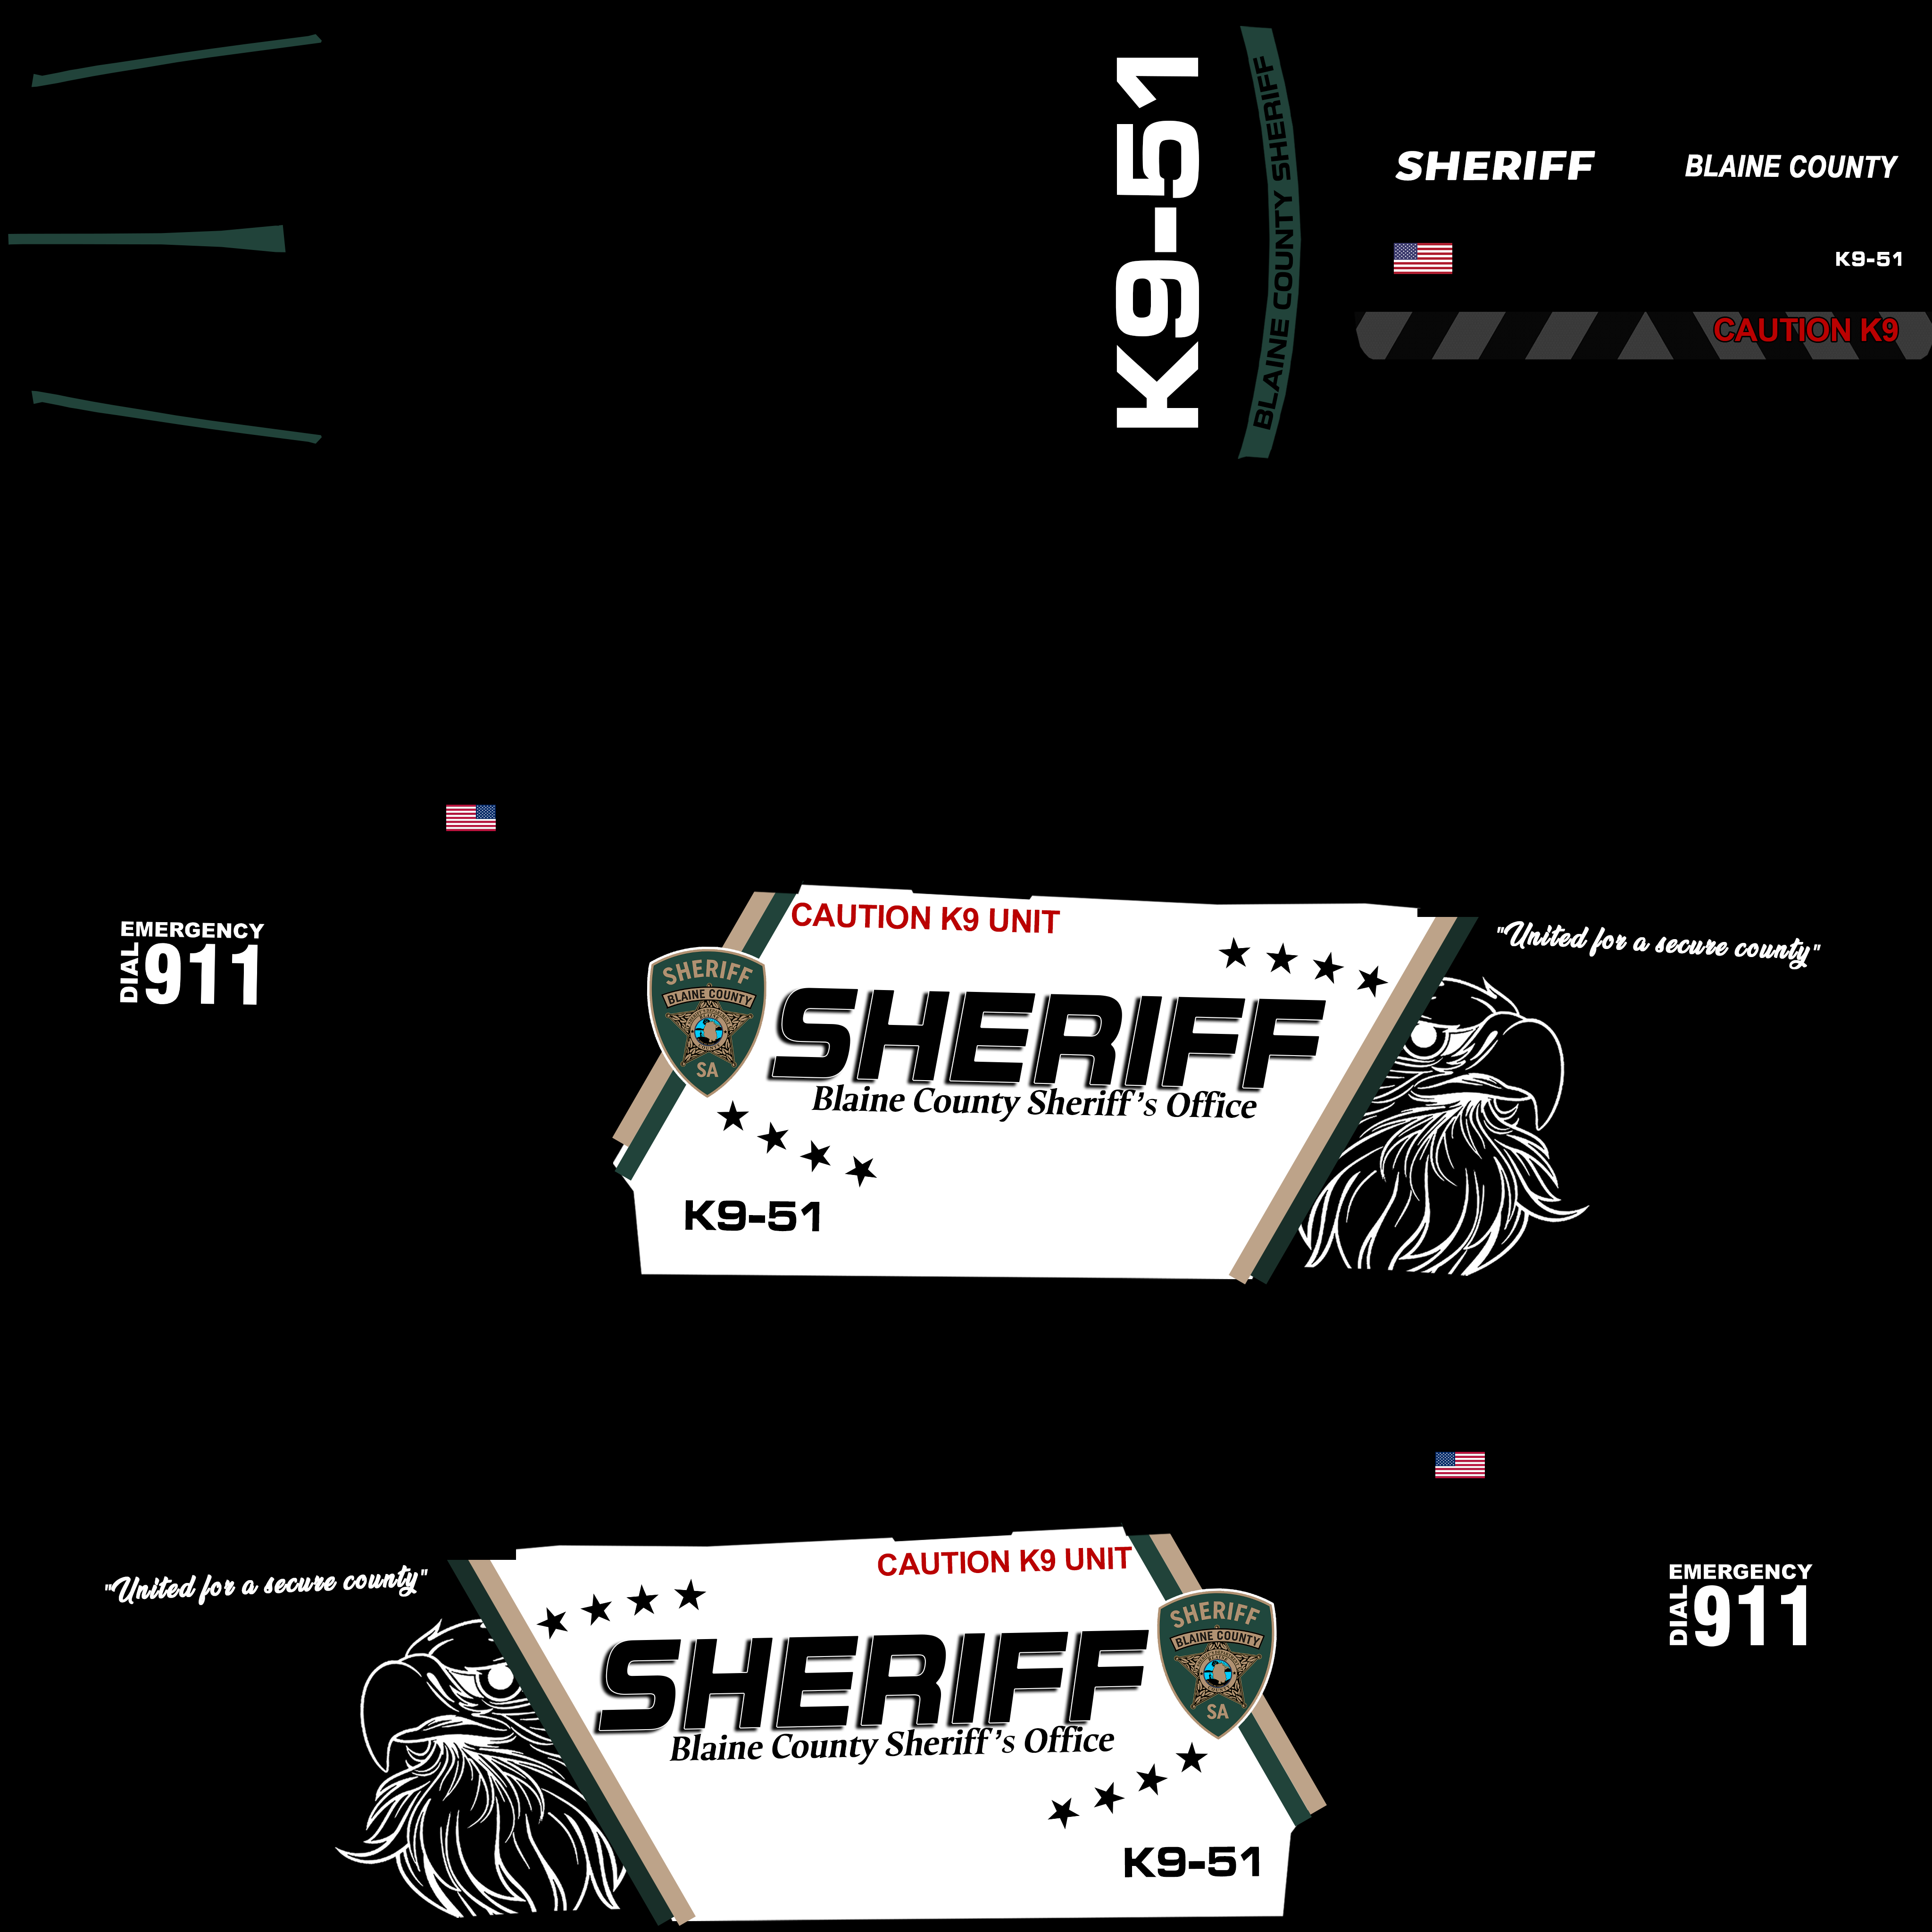 K9-51
BLAINE COUNTY SHERIFF
SHERIFF
BLAINE COUNTY
K9-51
CAUTION K9
EMERGENCY
DIAL
911
CAUTION K9 UNIT
"United for a secure county"
SHERIFF
BLAINE COUNTY
SA
SHERIFF
Blaine County Sheriff's Office
K9-51
"United for a secure county"
CAUTION K9 UNIT
EMERGENCY
DIAL
911
SHERIFF
BLAINE COUNTY
SA
SHERIFF
Blaine County Sheriff's Office
K9-51